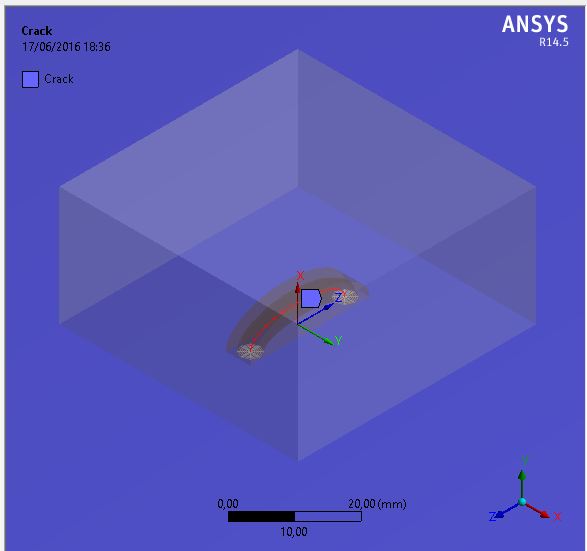 Crack
17/06/2016 18:36
Crack
ANSYS
R14.5
X
Z
Y
0,00
20,00 (mm)
10,00
Y
Z
X